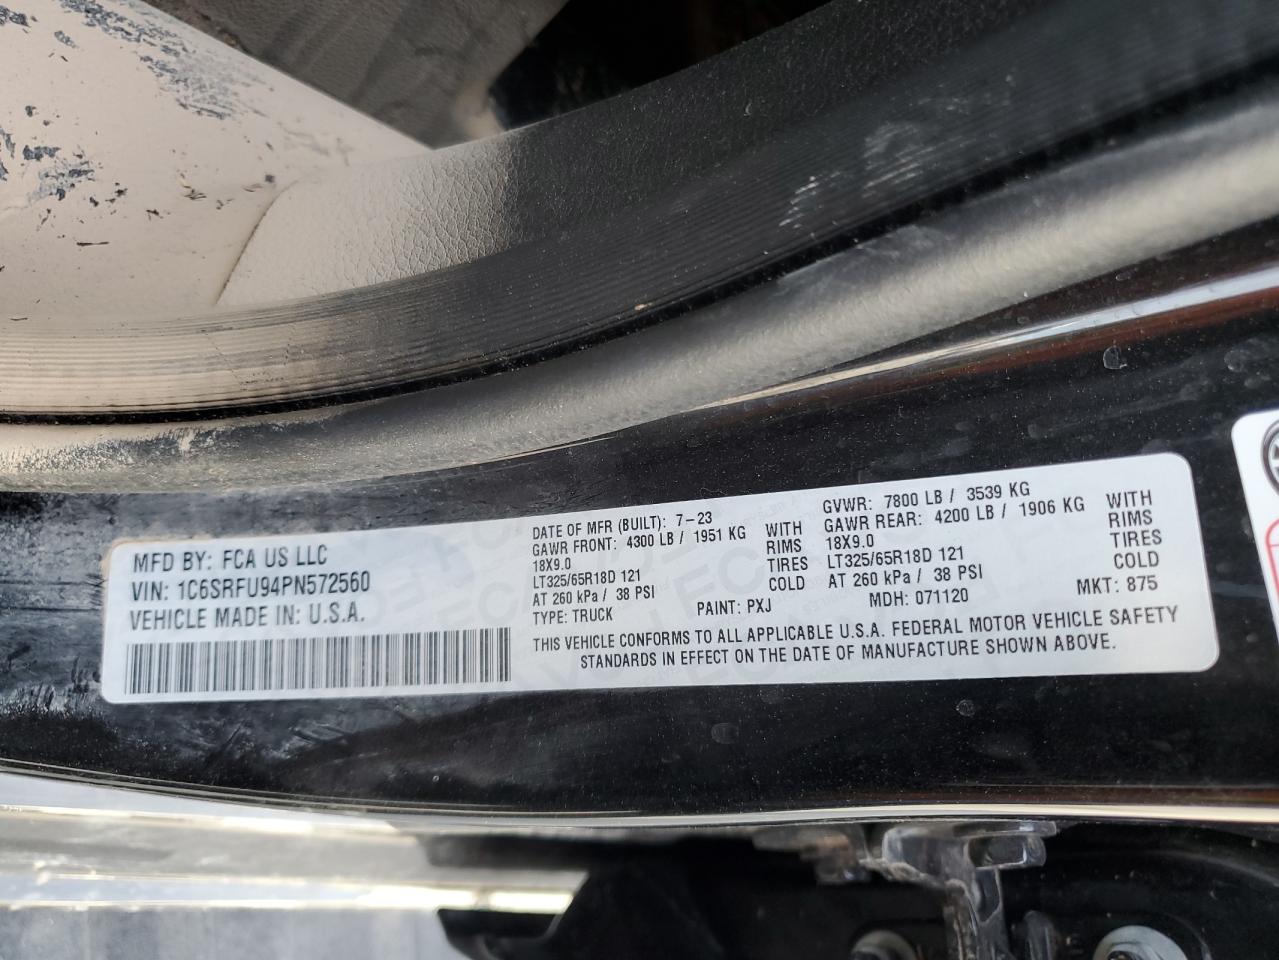 MFD BY: FCA US LLC
VIN: 1C6SRFU94PN572560
VEHICLE MADE IN: U.S.A.
DATE OF MFR (BUILT): 7-23
GAWR FRONT: 4300 LB / 1951 KG WITH
18X9.0 RIMS
LT325/65R18D 121 TIRES
AT 260 kPa / 38 PSI COLD
TYPE: TRUCK PAINT: PXJ
GVWR: 7800 LB / 3539 KG
GAWR REAR: 4200 LB / 1906 KG WITH
18X9.0 RIMS
LT325/65R18D 121 TIRES
AT 260 kPa / 38 PSI COLD
MDH: 071120 MKT: 875
THIS VEHICLE CONFORMS TO ALL APPLICABLE U.S.A. FEDERAL MOTOR VEHICLE SAFETY
STANDARDS IN EFFECT ON THE DATE OF MANUFACTURE SHOWN ABOVE.